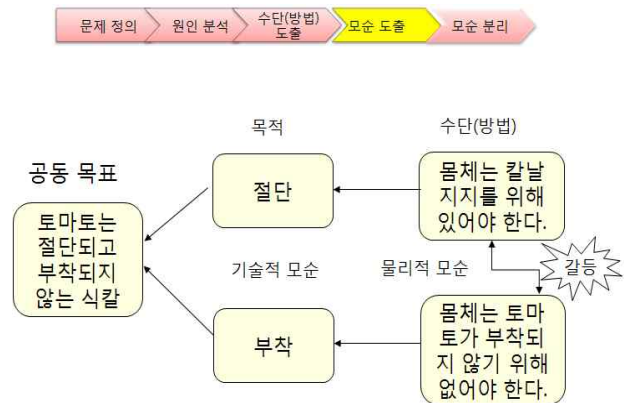 문제 정의
원인 분석
수단(방법)
도출
모순 도출
모순 분리
목적
수단(방법)
공동 목표
토마토는
절단되고
부착되지
않는 식칼
절단
몸체는 칼날
지지를 위해
있어야 한다.
기술적 모순
물리적 모순
갈등
부착
몸체는 토마
토가 부착되
지 않기 위해
없어야 한다.